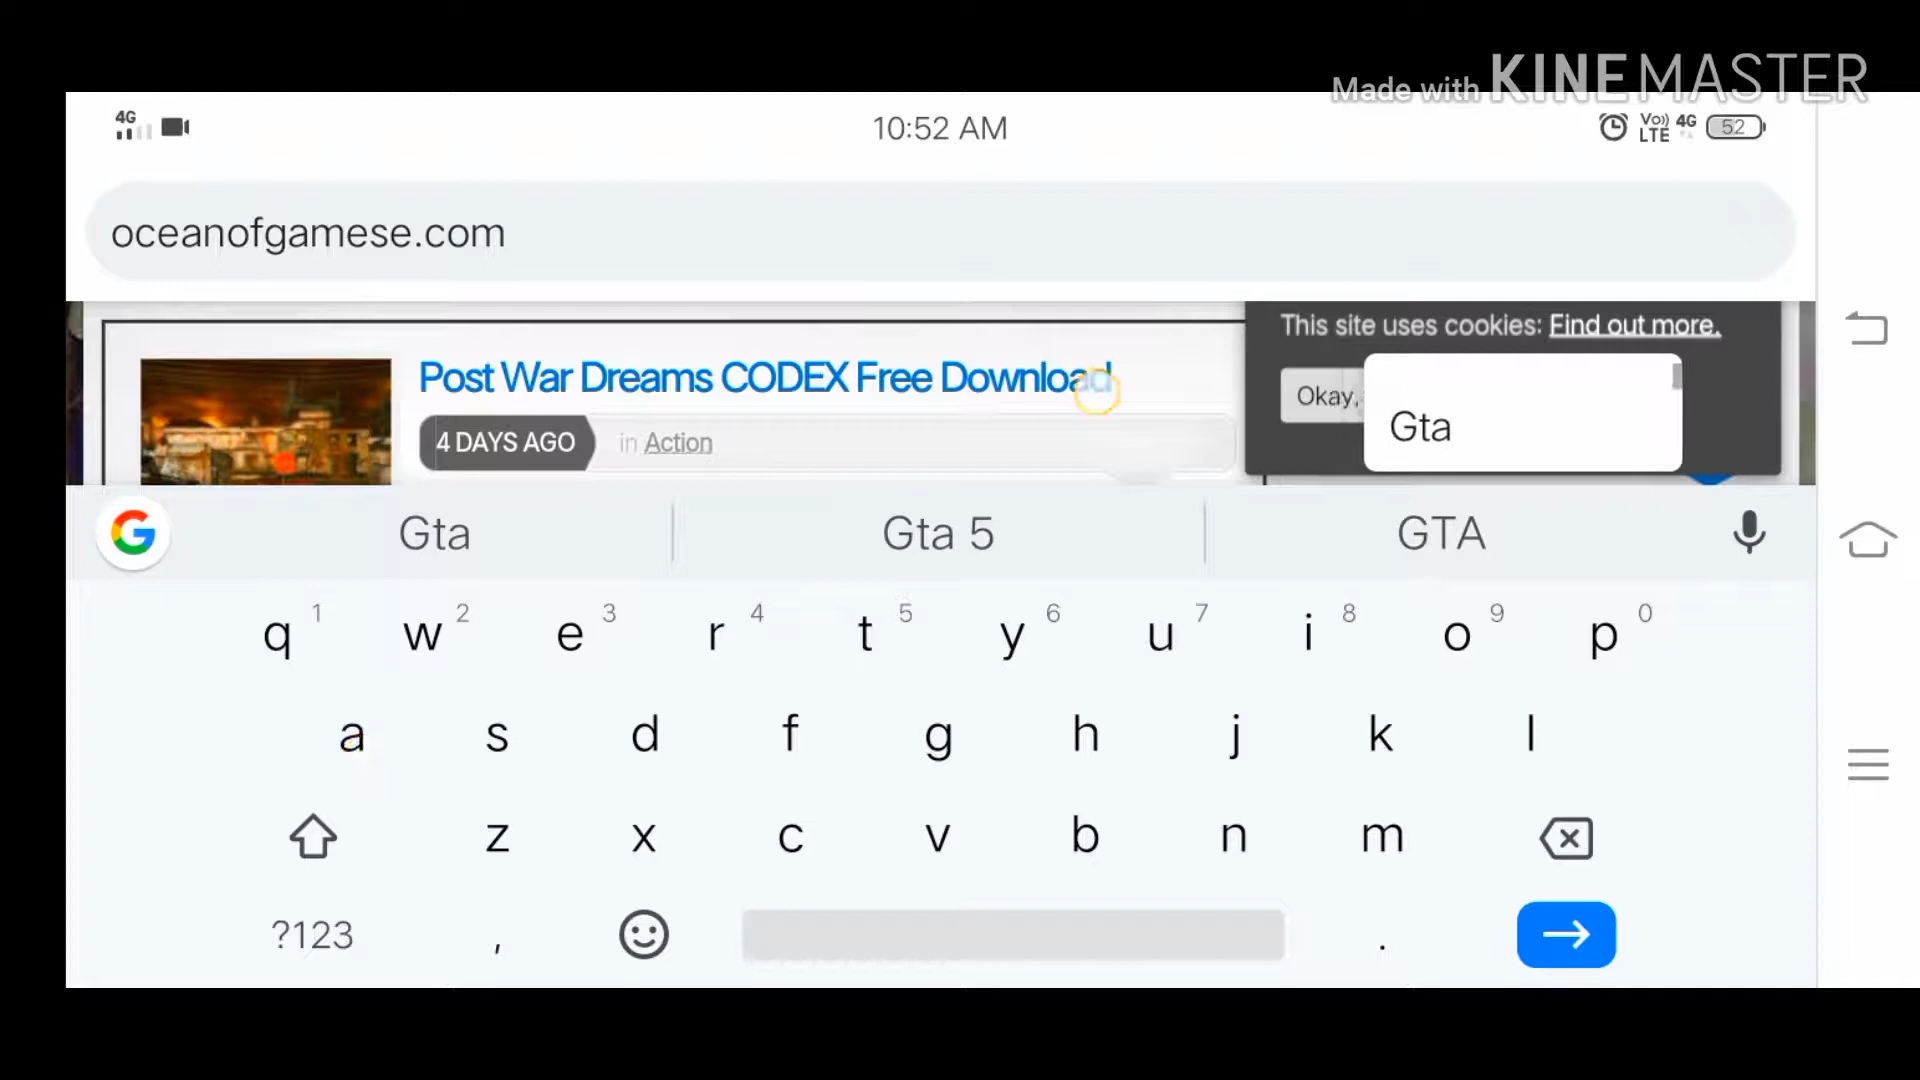 Made with KINEMASTER
4G
10:52 AM
Vo)) LTE 4G 52
oceanofgamese.com
This site uses cookies: Find out more.
Post War Dreams CODEX Free Download
Okay,
Gta
4 DAYS AGO in Action
G Gta Gta 5 GTA
q 1 w 2 e 3 r 4 t 5 y 6 u 7 i 8 o 9 p 0
a s d f g h j k l
z x c v b n m
?123 , .